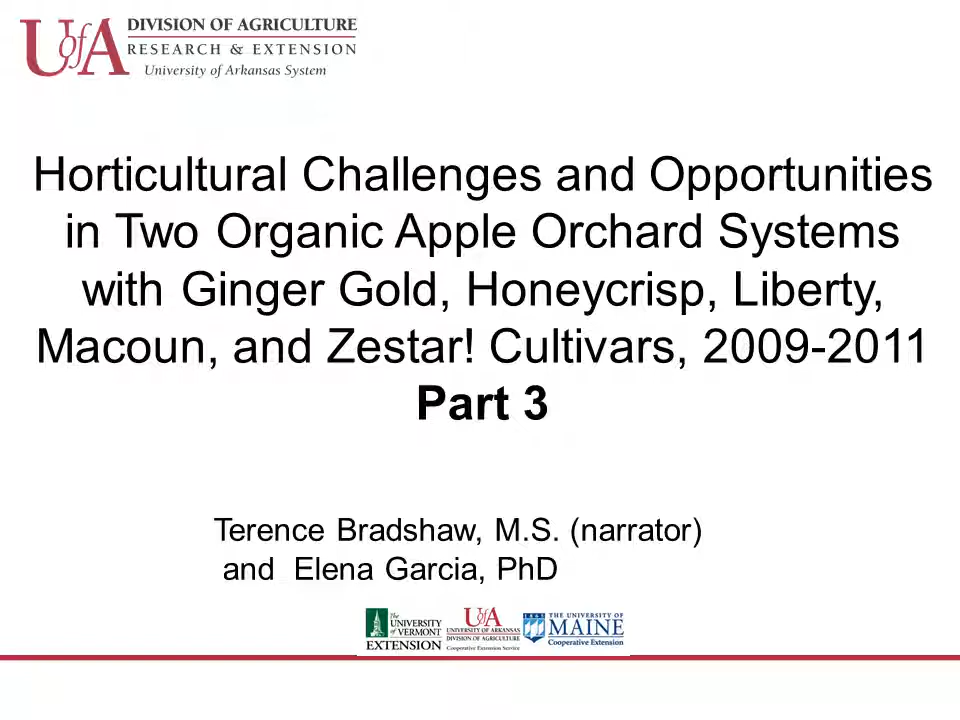 UofA
DIVISION OF AGRICULTURE
RESEARCH & EXTENSION
University of Arkansas System
Horticultural Challenges and Opportunities
in Two Organic Apple Orchard Systems
with Ginger Gold, Honeycrisp, Liberty,
Macoun, and Zestar! Cultivars, 2009-2011
Part 3
Terence Bradshaw, M.S. (narrator)
and Elena Garcia, PhD
The
UNIVERSITY
of VERMONT
EXTENSION
UofA
UNIVERSITY OF ARKANSAS
DIVISION OF AGRICULTURE
Cooperative Extension Service
1865
THE UNIVERSITY OF
MAINE
Cooperative Extension